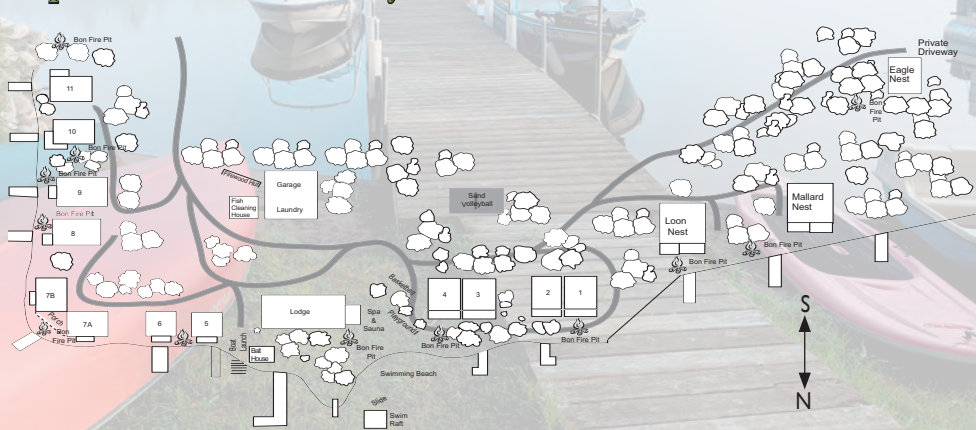 Bon Fire Pit
Private
Driveway
11
Eagle
Nest
Bon
Fire
Pit
10
Bon Fire Pit
Bon Fire Pit
Firewood Hut
Garage
Laundry
Fish
Cleaning
House
9
Sand
Volleyball
Mallard
Nest
Loon
Nest
Bon Fire Pit
8
Bon Fire Pit
Bon Fire Pit
7B
Porch
Bon
Fire Pit
7A
6
5
Boat
Launch
Lodge
Bait
House
Spa
&
Sauna
Bon Fire
Pit
Basketball
Playground
4
3
2
1
Bon Fire Pit
Bon Fire Pit
Swimming Beach
Slide
Swim
Raft
S
N